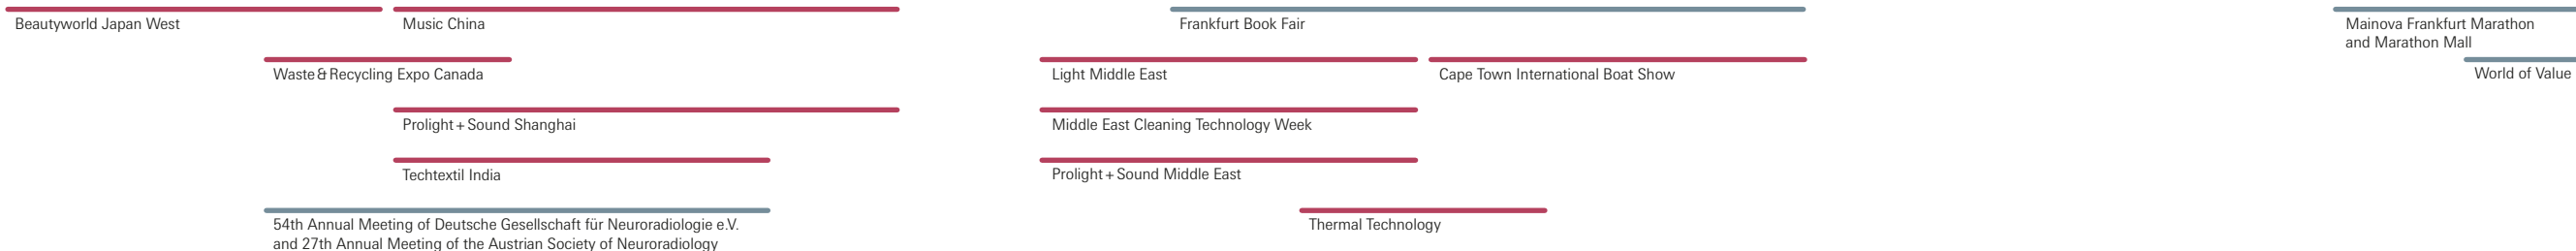 Beautyworld Japan West
Music China
Frankfurt Book Fair
Mainova Frankfurt Marathon
and Marathon Mall
Waste & Recycling Expo Canada
Light Middle East
Cape Town International Boat Show
World of Value
Prolight + Sound Shanghai
Middle East Cleaning Technology Week
Techtextil India
Prolight + Sound Middle East
54th Annual Meeting of Deutsche Gesellschaft für Neuroradiologie e.V.
and 27th Annual Meeting of the Austrian Society of Neuroradiology
Thermal Technology